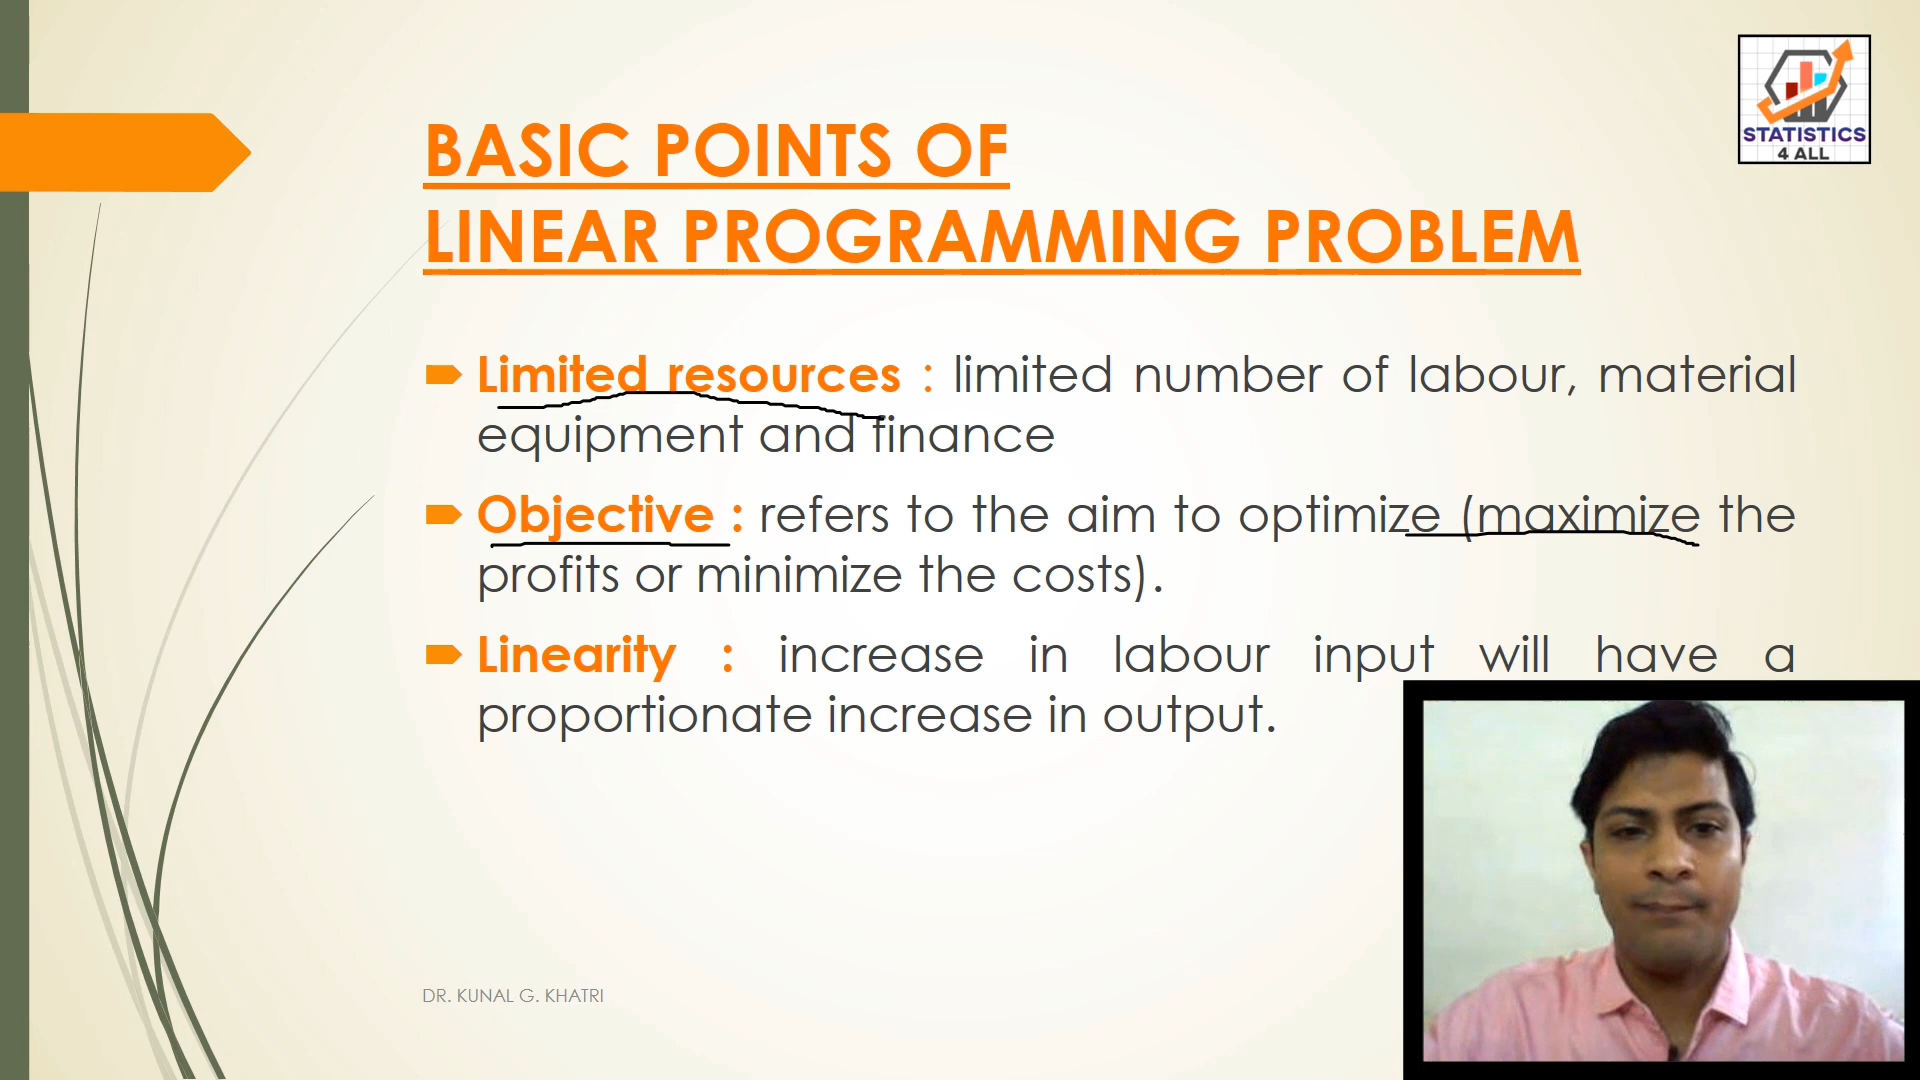 STATISTICS
4 ALL
BASIC POINTS OF
LINEAR PROGRAMMING PROBLEM
Limited resources : limited number of labour, material
equipment and finance
Objective : refers to the aim to optimize (maximize the
profits or minimize the costs).
Linearity : increase in labour input will have a
proportionate increase in output.
DR. KUNAL G. KHATRI